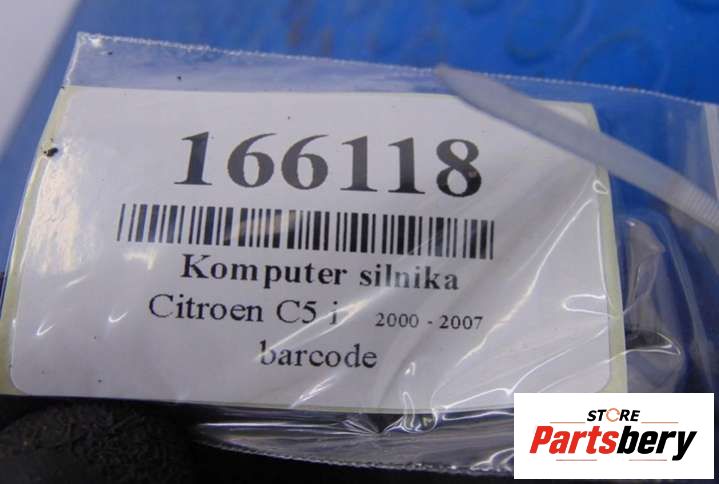 166118
Komputer silnika
Citroen C5 i 2000 - 2007
barcode
STORE
Partsbery